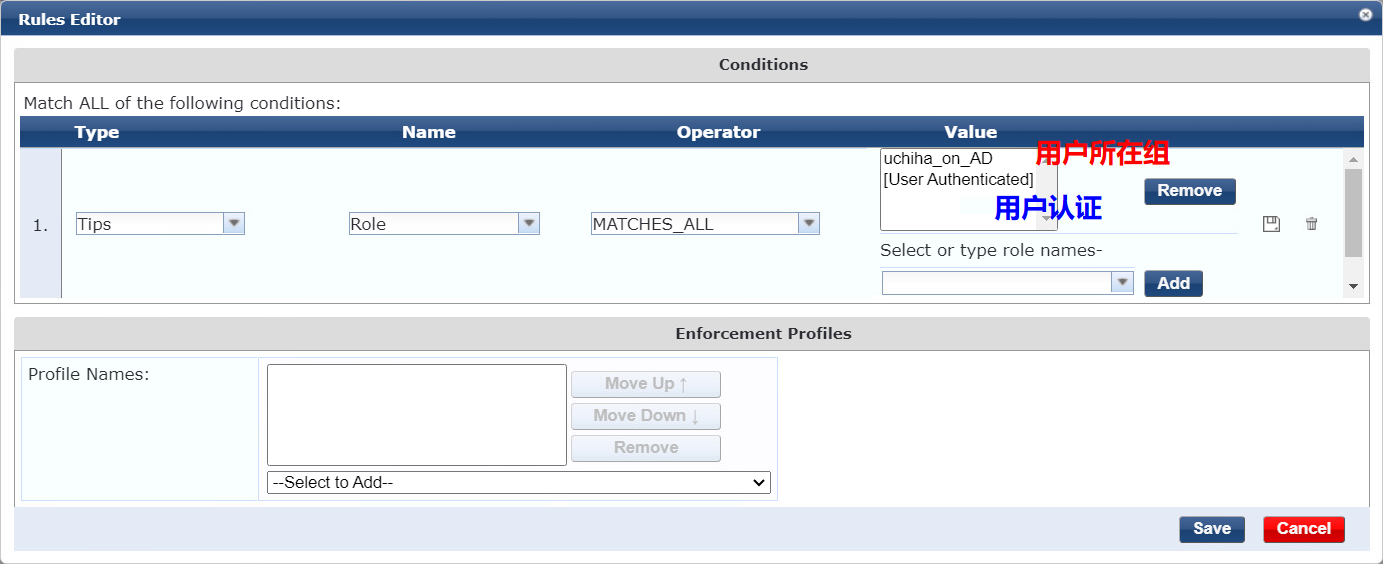 Rules Editor
Conditions
Match ALL of the following conditions:
Type Name Operator Value
uchiha_on_AD 用户所在组
[User Authenticated]
Remove
用户认证
1. Tips Role MATCHES_ALL
Select or type role names-
Add
Enforcement Profiles
Profile Names:
Move Up ↑
Move Down ↓
Remove
--Select to Add--
Save Cancel